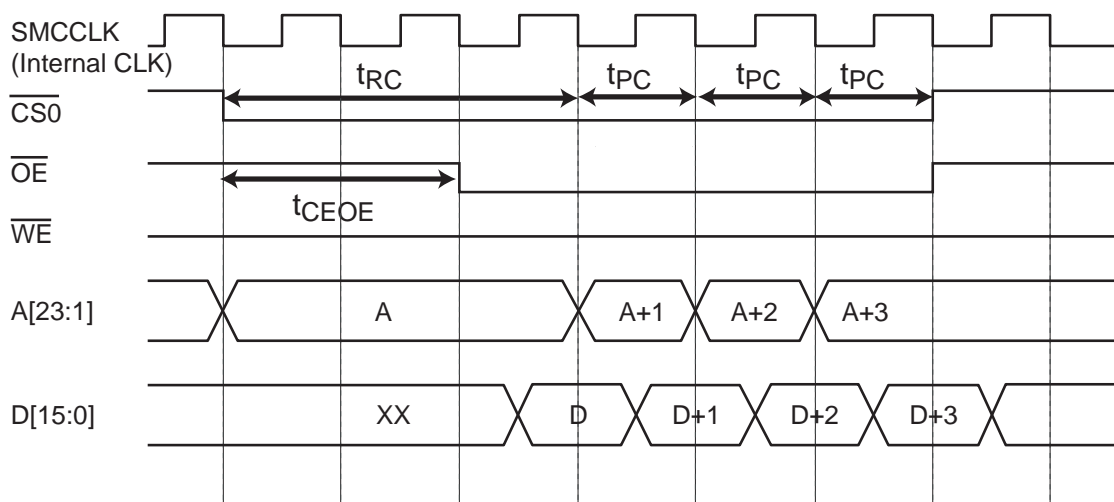 SMCCLK
(Internal CLK)
tRC tPC tPC tPC
CS0
OE
tCEOE
WE
A[23:1] A A+1 A+2 A+3
D[15:0] XX D D+1 D+2 D+3